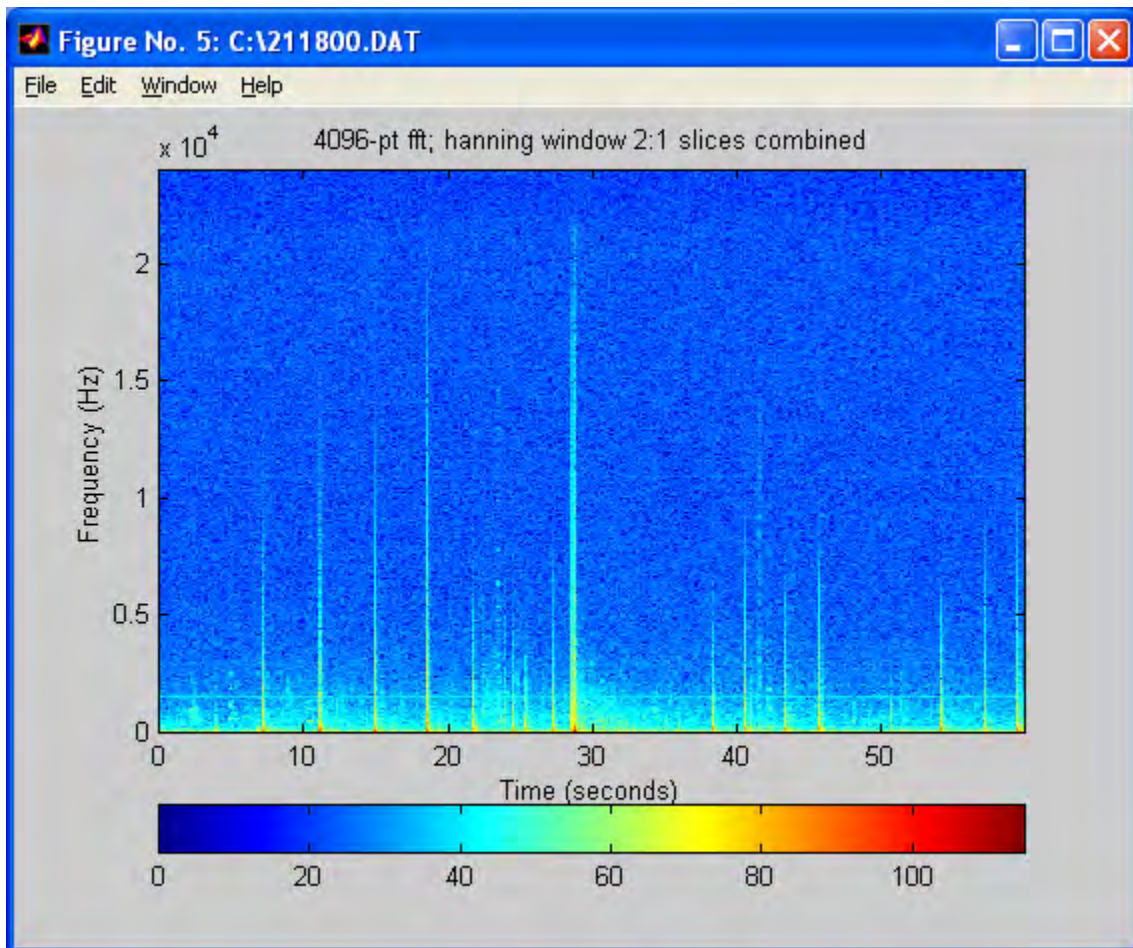 Figure No. 5: C:\211800.DAT
File Edit Window Help
x 10^4
4096-pt fft; hanning window 2:1 slices combined
2
1.5
1
0.5
0
Frequency (Hz)
0 10 20 30 40 50
Time (seconds)
0 20 40 60 80 100